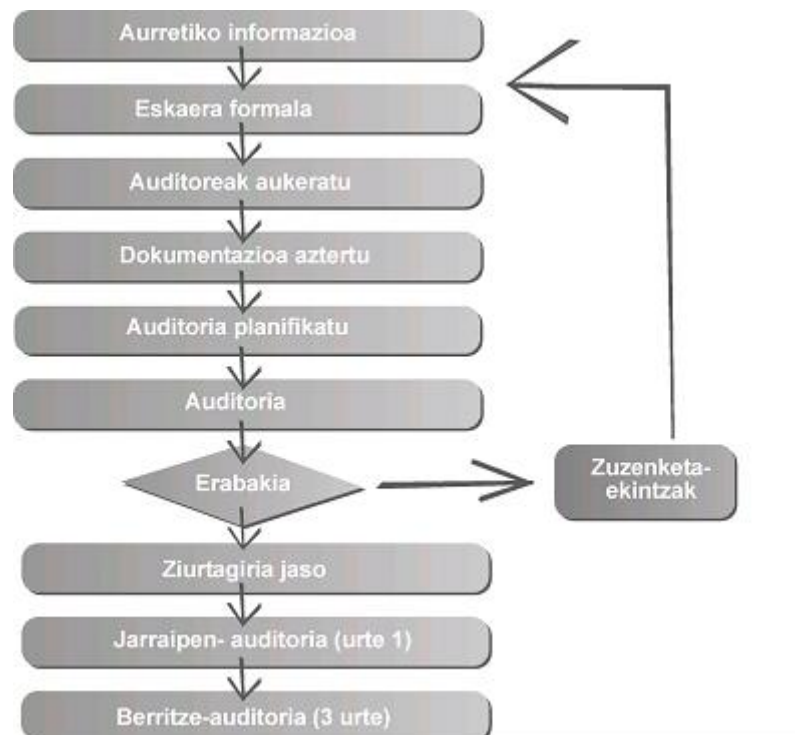 Aurretiko informazioa
Eskaera formala
Auditoreak aukeratu
Dokumentazioa aztertu
Auditoria planifikatu
Auditoria
Erabakia
Zuzenketa-
ekintzak
Ziurtagiria jaso
Jarraipen- auditoria (urte 1)
Berritze-auditoria (3 urte)